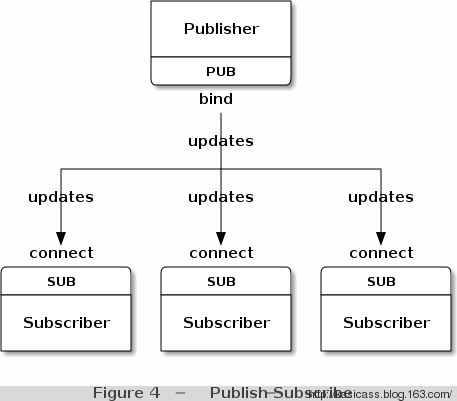 Publisher
PUB
bind
updates
updates updates updates
connect connect connect
SUB SUB SUB
Subscriber Subscriber Subscriber
Figure 4 – Publish-Subscribe
http://basicass.blog.163.com/